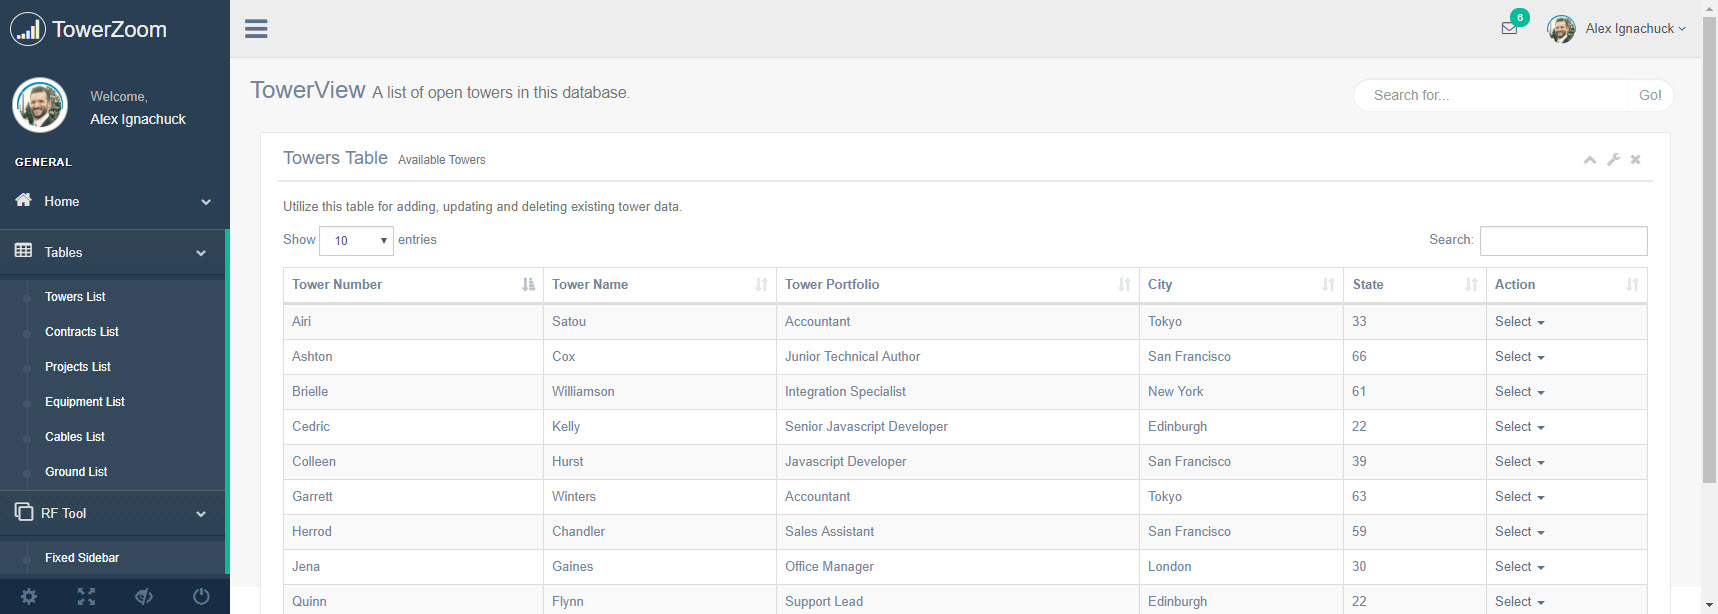 TowerZoom
6
Alex Ignachuck
Welcome,
Alex Ignachuck
GENERAL
Home
Tables
Towers List
Contracts List
Projects List
Equipment List
Cables List
Ground List
RF Tool
Fixed Sidebar
TowerView A list of open towers in this database.
Search for... Go!
Towers Table Available Towers
Utilize this table for adding, updating and deleting existing tower data.
Show 10 entries Search:
Tower Number Tower Name Tower Portfolio City State Action
Airi Satou Accountant Tokyo 33 Select
Ashton Cox Junior Technical Author San Francisco 66 Select
Brielle Williamson Integration Specialist New York 61 Select
Cedric Kelly Senior Javascript Developer Edinburgh 22 Select
Colleen Hurst Javascript Developer San Francisco 39 Select
Garrett Winters Accountant Tokyo 63 Select
Herrod Chandler Sales Assistant San Francisco 59 Select
Jena Gaines Office Manager London 30 Select
Quinn Flynn Support Lead Edinburgh 22 Select